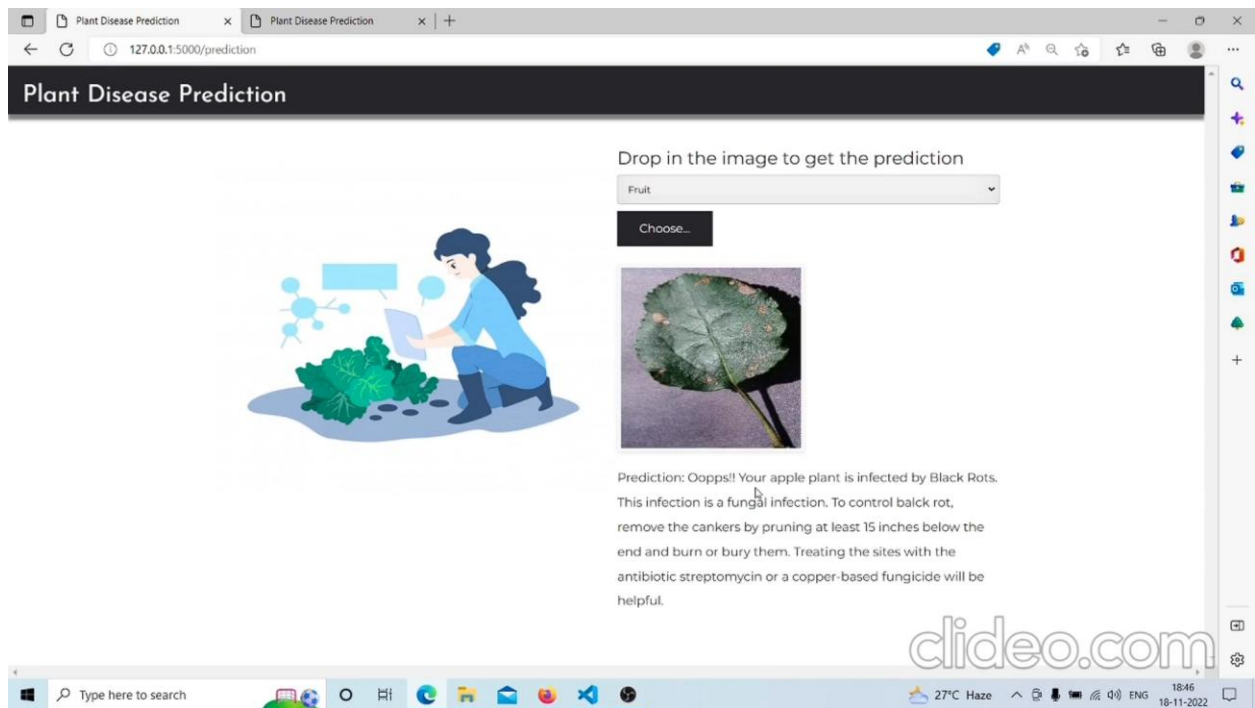 Plant Disease Prediction
Plant Disease Prediction
127.0.0.1:5000/prediction
Plant Disease Prediction
Drop in the image to get the prediction
Fruit
Choose...
Prediction: Oopps!! Your apple plant is infected by Black Rots.
This infection is a fungal infection. To control balck rot,
remove the cankers by pruning at least 15 inches below the
end and burn or bury them. Treating the sites with the
antibiotic streptomycin or a copper-based fungicide will be
helpful.
clideo.com
Type here to search
27°C Haze
ENG
18:46
18-11-2022